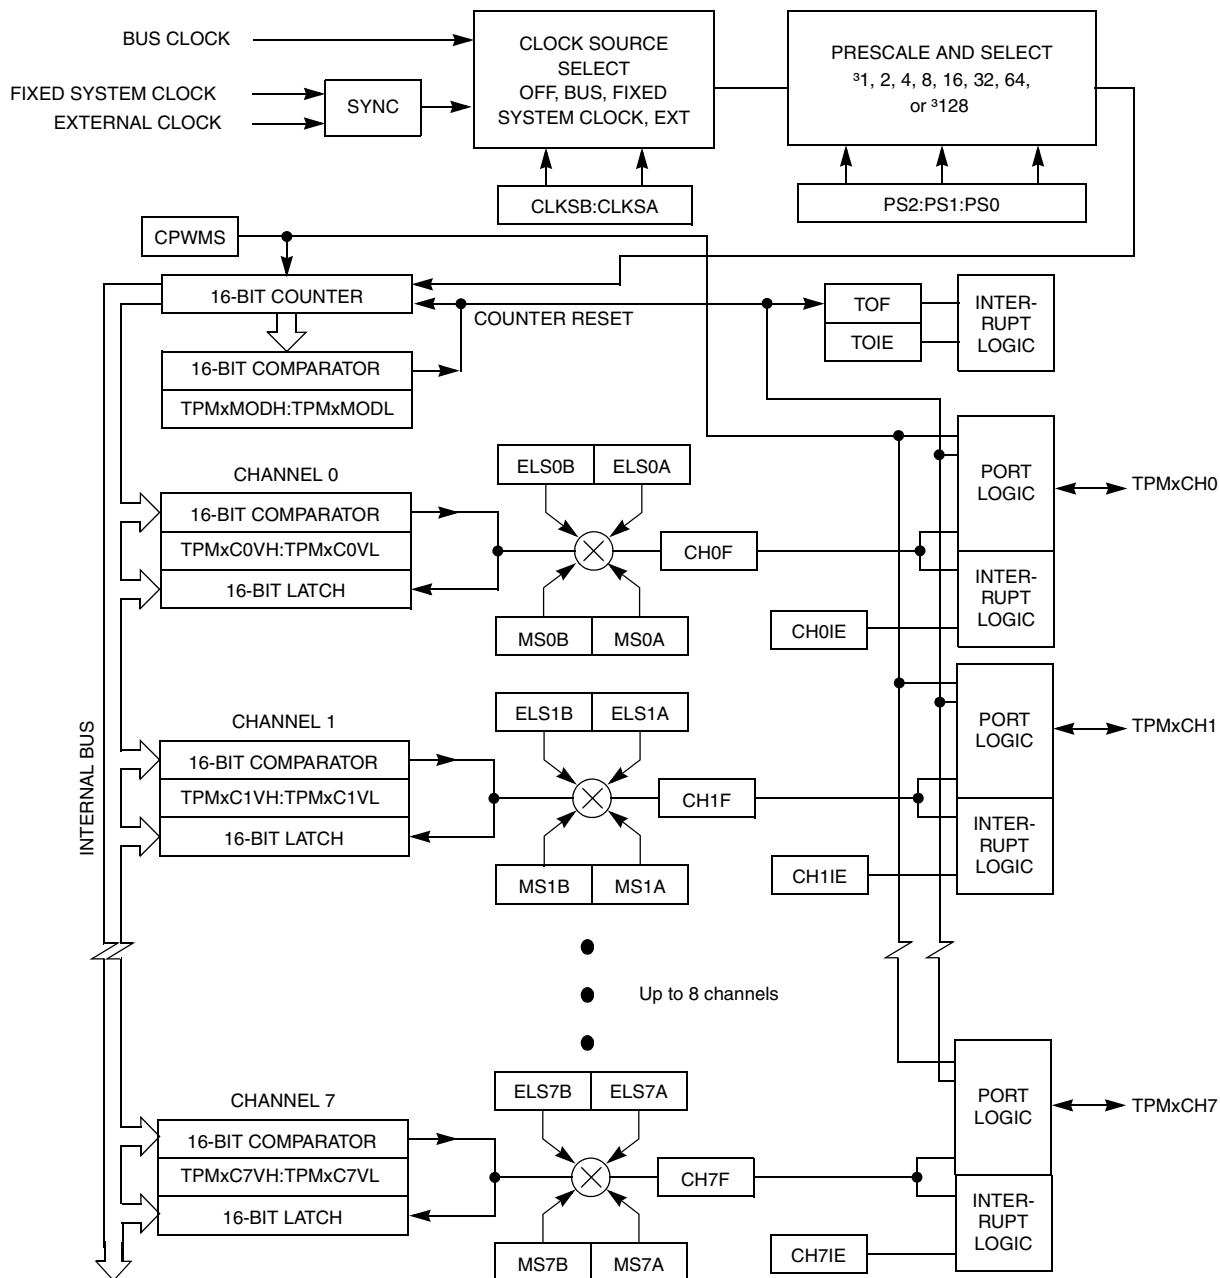 BUS CLOCK
CLOCK SOURCE
SELECT
OFF, BUS, FIXED
SYSTEM CLOCK, EXT
PRESCALE AND SELECT
³1, 2, 4, 8, 16, 32, 64,
or ³128
FIXED SYSTEM CLOCK
EXTERNAL CLOCK
SYNC
CLKSB:CLKSA
PS2:PS1:PS0
CPWMS
16-BIT COUNTER
COUNTER RESET
TOF
TOIE
INTER-
RUPT
LOGIC
16-BIT COMPARATOR
TPMxMODH:TPMxMODL
CHANNEL 0
ELS0B
ELS0A
PORT
LOGIC
TPMxCH0
16-BIT COMPARATOR
TPMxC0VH:TPMxC0VL
16-BIT LATCH
CH0F
INTER-
RUPT
LOGIC
MS0B
MS0A
CH0IE
INTERNAL BUS
CHANNEL 1
ELS1B
ELS1A
PORT
LOGIC
TPMxCH1
16-BIT COMPARATOR
TPMxC1VH:TPMxC1VL
16-BIT LATCH
CH1F
INTER-
RUPT
LOGIC
MS1B
MS1A
CH1IE
Up to 8 channels
CHANNEL 7
ELS7B
ELS7A
PORT
LOGIC
TPMxCH7
16-BIT COMPARATOR
TPMxC7VH:TPMxC7VL
16-BIT LATCH
CH7F
INTER-
RUPT
LOGIC
MS7B
MS7A
CH7IE